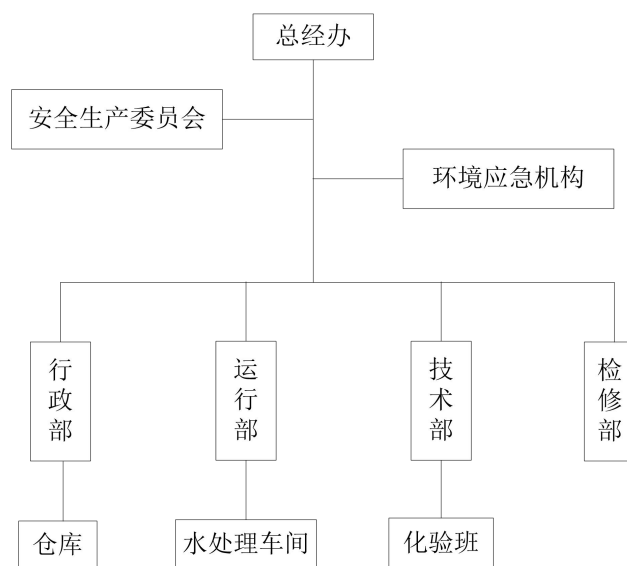 总经办
安全生产委员会
环境应急机构
行政部
运行部
技术部
检修部
仓库
水处理车间
化验班